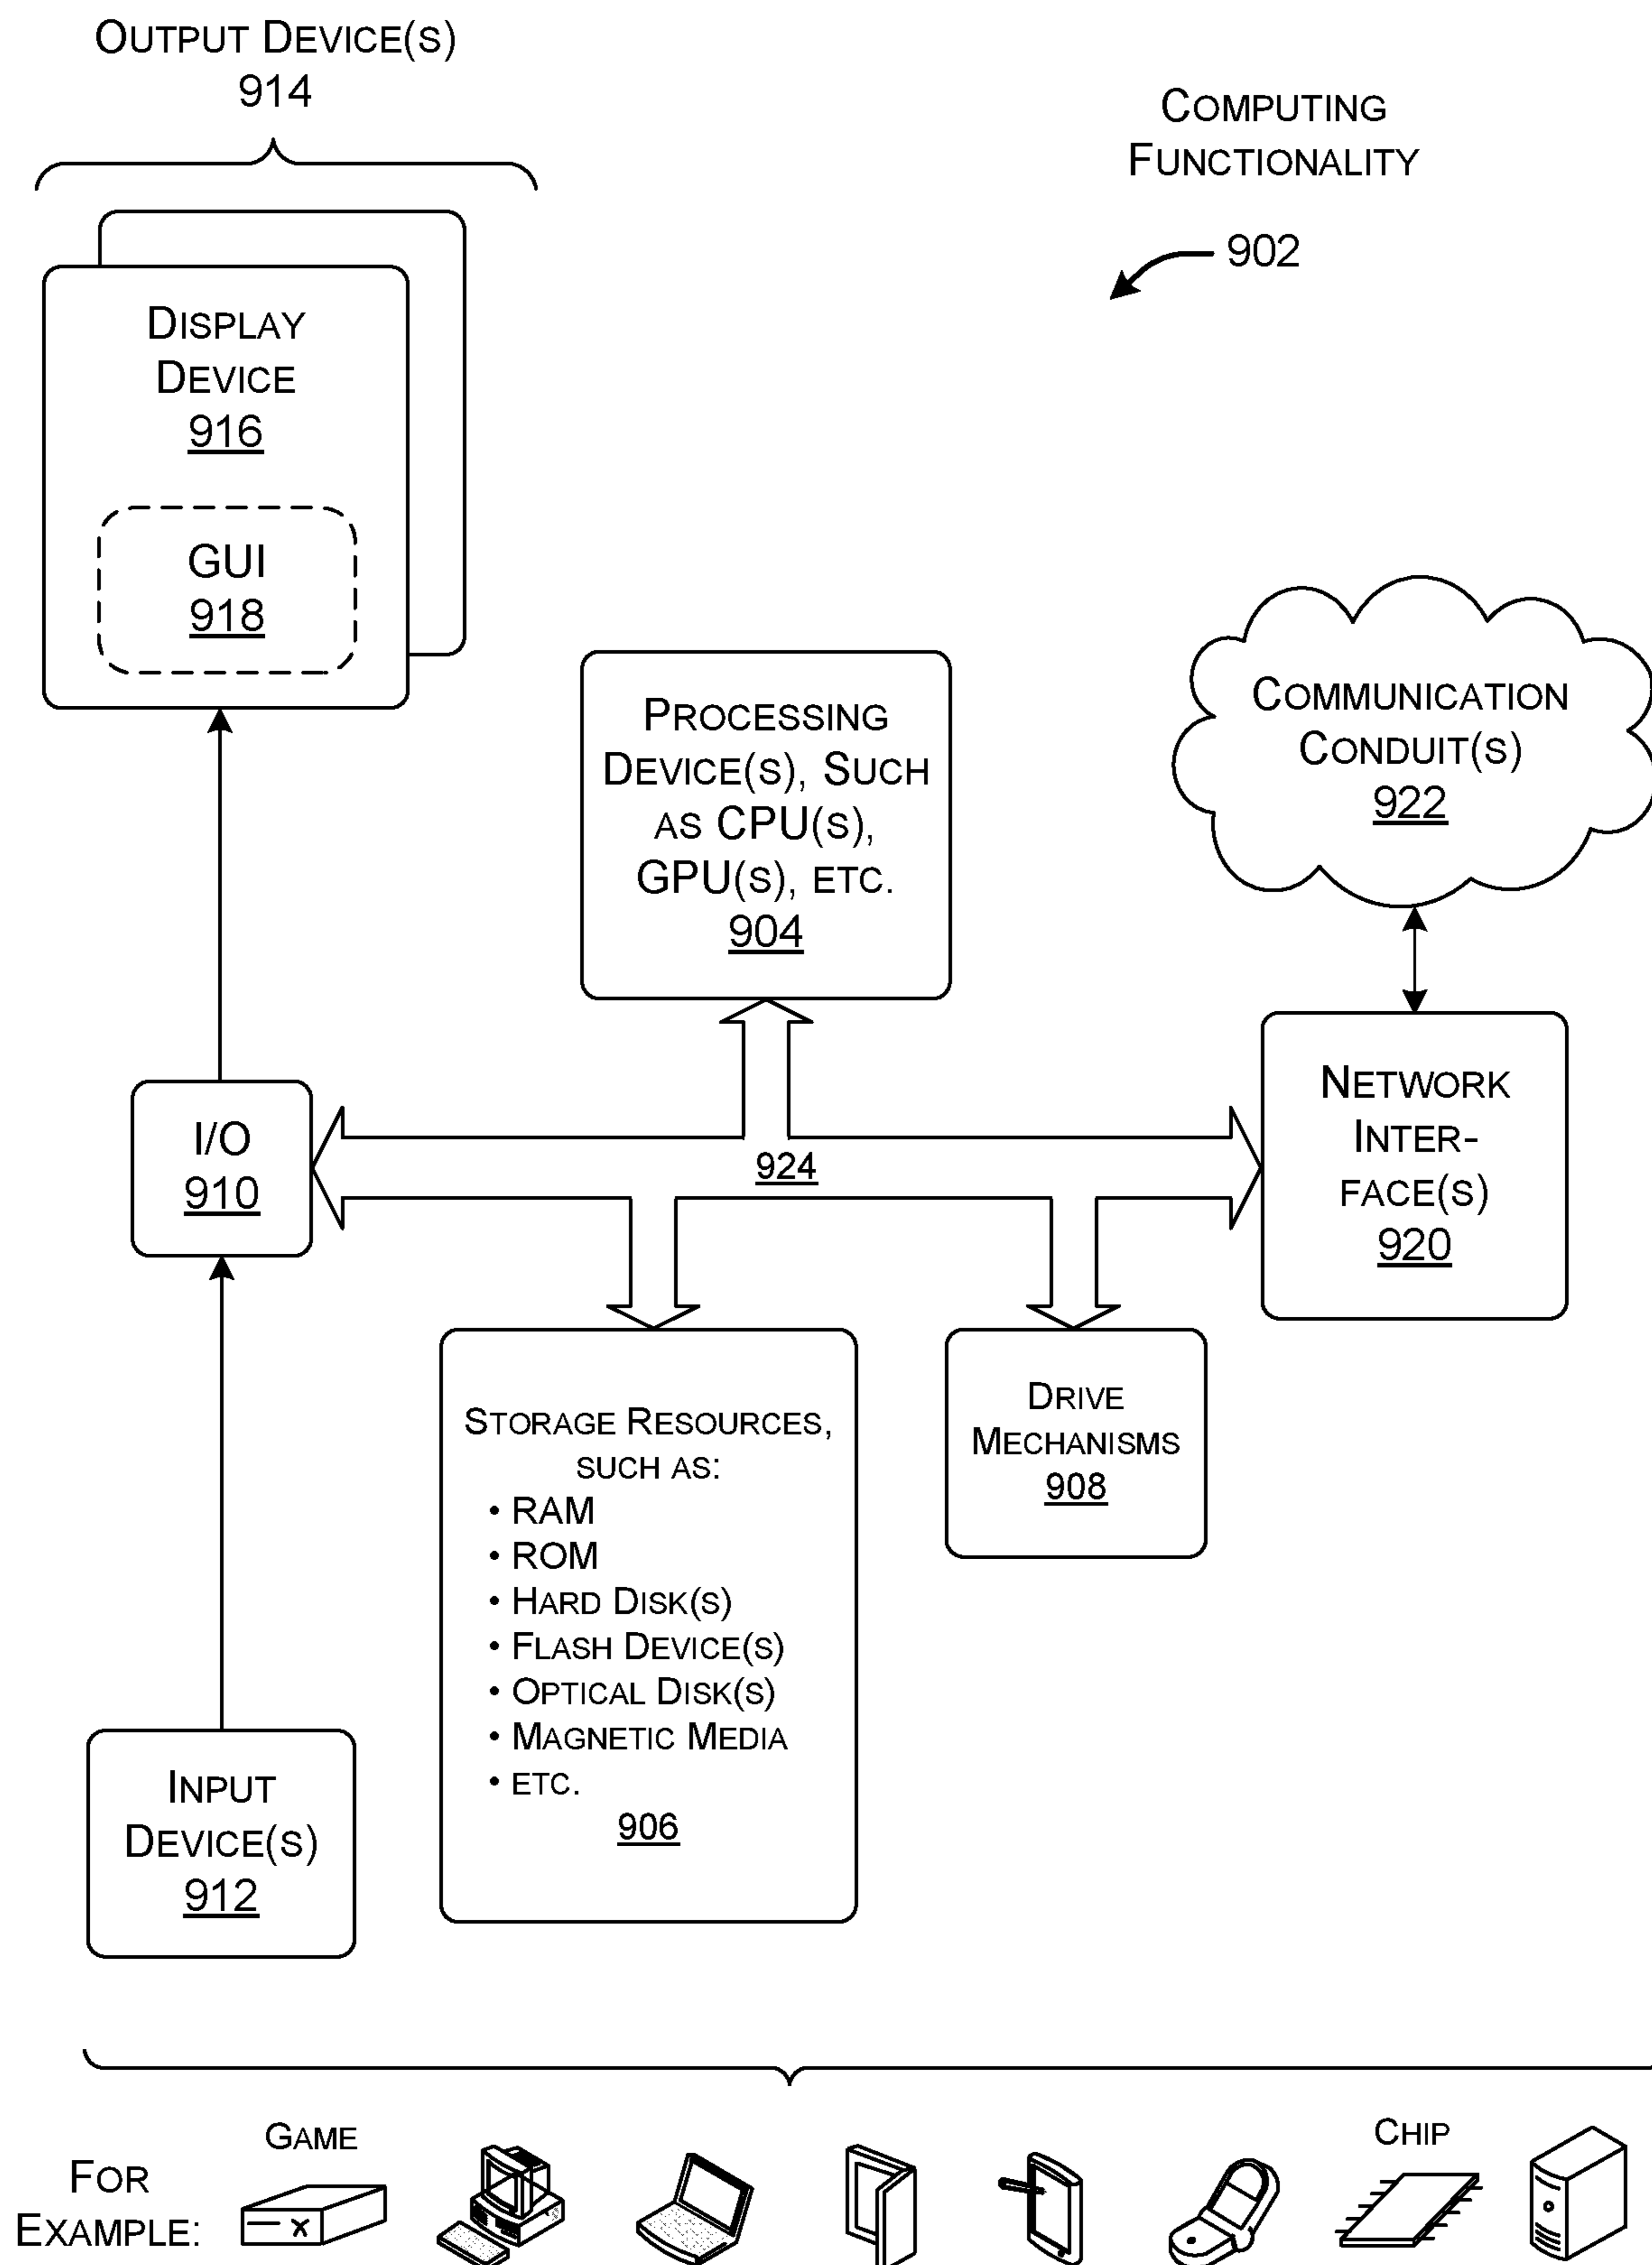 OUTPUT DEVICE(S)
914
COMPUTING
FUNCTIONALITY
902
DISPLAY
DEVICE
916
GUI
918
PROCESSING
DEVICE(S), SUCH
AS CPU(S),
GPU(S), ETC.
904
COMMUNICATION
CONDUIT(S)
922
I/O
910
924
NETWORK
INTER-
FACE(S)
920
STORAGE RESOURCES,
SUCH AS:
• RAM
• ROM
• HARD DISK(S)
• FLASH DEVICE(S)
• OPTICAL DISK(S)
• MAGNETIC MEDIA
• ETC.
906
DRIVE
MECHANISMS
908
INPUT
DEVICE(S)
912
FOR
EXAMPLE:
GAME
X
CHIP